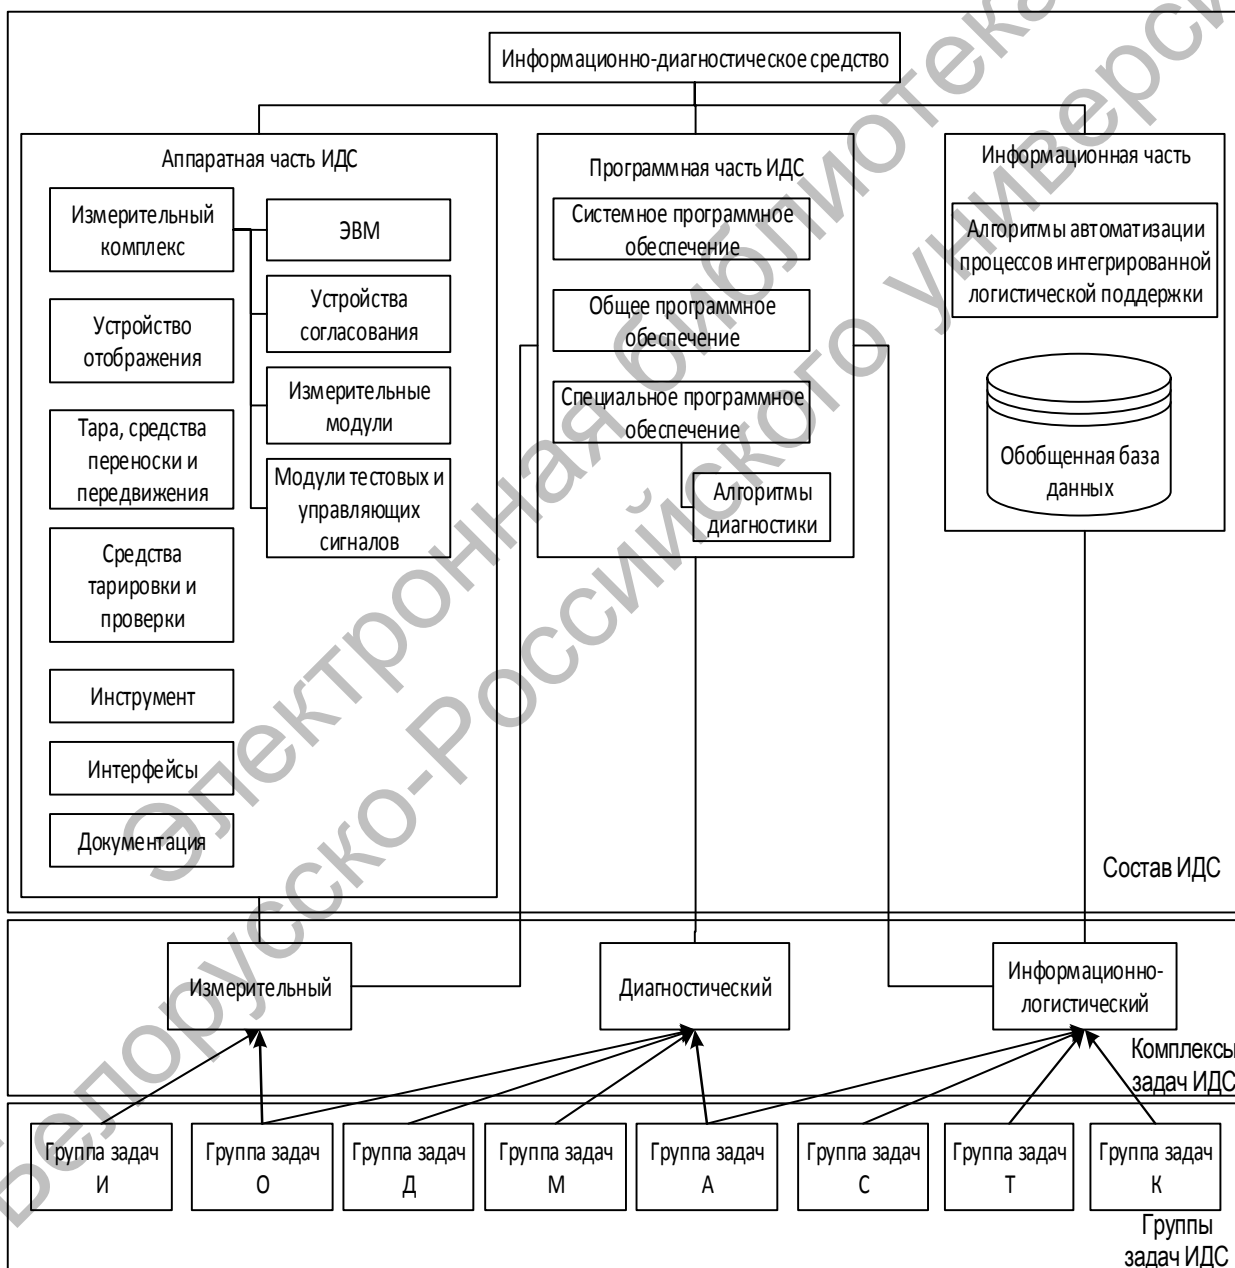 Информационно-диагностическое средство
Аппаратная часть ИДС
Измерительный
комплекс
ЭВМ
Устройства
согласования
Устройство
отображения
Измерительные
модули
Тара, средства
переноски и
передвижения
Модули тестовых и
управляющих
сигналов
Средства
тарировки и
проверки
Инструмент
Интерфейсы
Документация
Программная часть ИДС
Системное программное
обеспечение
Общее программное
обеспечение
Специальное программное
обеспечение
Алгоритмы
диагностики
Информационная часть
Алгоритмы автоматизации
процессов интегрированной
логистической поддержки
Обобщенная база
данных
Состав ИДС
Измерительный
Диагностический
Информационно-
логистический
Комплексы
задач ИДС
Группа задач
И
Группа задач
О
Группа задач
Д
Группа задач
М
Группа задач
А
Группа задач
С
Группа задач
Т
Группа задач
К
Группы
задач ИДС
Электронная библиотека
Белорусско-Российского универси